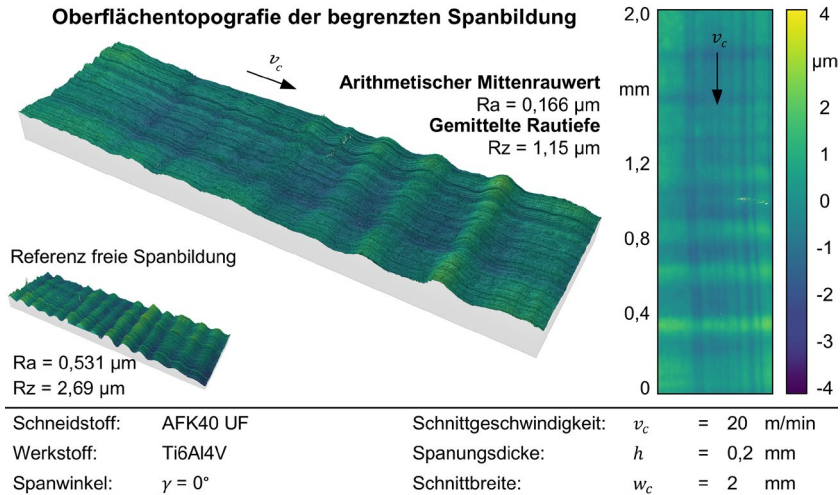 Oberflächentopografie der begrenzten Spanbildung
v_c
Arithmetischer Mittenrauwert
Ra = 0,166 µm
Gemittelte Rautiefe
Rz = 1,15 µm
Referenz freie Spanbildung
Ra = 0,531 µm
Rz = 2,69 µm
2,0
mm
1,2
0,8
0,4
0
v_c
4
µm
2
1
0
-1
-2
-3
-4
Schneidstoff: AFK40 UF Schnittgeschwindigkeit: v_c = 20 m/min
Werkstoff: Ti6Al4V Spanungsdicke: h = 0,2 mm
Spanwinkel: γ = 0° Schnittbreite: w_c = 2 mm